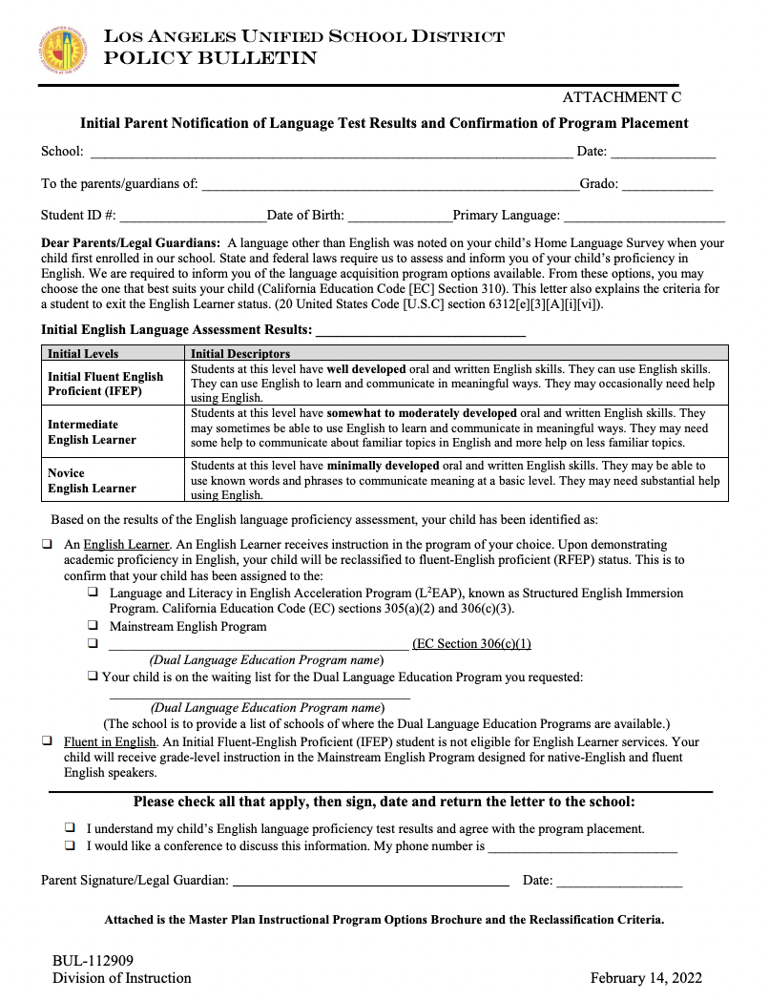 LOS ANGELES UNIFIED SCHOOL DISTRICT
POLICY BULLETIN
ATTACHMENT C
Initial Parent Notification of Language Test Results and Confirmation of Program Placement
School: ____________________ Date: ____________________
To the parents/guardians of: ____________________Grado: ____________________
Student ID #: ____________________Date of Birth: ____________________Primary Language: ____________________
Dear Parents/Legal Guardians: A language other than English was noted on your child's Home Language Survey when your
child first enrolled in our school. State and federal laws require us to assess and inform you of your child's proficiency in
English. We are required to inform you of the language acquisition program options available. From these options, you may
choose the one that best suits your child (California Education Code [EC] Section 310). This letter also explains the criteria for
a student to exit the English Learner status. (20 United States Code [U.S.C] section 6312[e][3][A][i][vi]).
Initial English Language Assessment Results: ____________________
Initial Levels
Initial Descriptors
Initial Fluent English
Proficient (IFEP)
Students at this level have well developed oral and written English skills. They can use English skills.
They can use English to learn and communicate in meaningful ways. They may occasionally need help
using English.
Intermediate
English Learner
Students at this level have somewhat to moderately developed oral and written English skills. They
may sometimes be able to use English to learn and communicate in meaningful ways. They may need
some help to communicate about familiar topics in English and more help on less familiar topics.
Novice
English Learner
Students at this level have minimally developed oral and written English skills. They may be able to
use known words and phrases to communicate meaning at a basic level. They may need substantial help
using English.
Based on the results of the English language proficiency assessment, your child has been identified as:
❑ An English Learner. An English Learner receives instruction in the program of your choice. Upon demonstrating
academic proficiency in English, your child will be reclassified to fluent-English proficient (RFEP) status. This is to
confirm that your child has been assigned to the:
❑ Language and Literacy in English Acceleration Program (L²EAP), known as Structured English Immersion
Program. California Education Code (EC) sections 305(a)(2) and 306(c)(3).
❑ Mainstream English Program
❑ ____________________ (EC Section 306(c)(1)
(Dual Language Education Program name)
❑ Your child is on the waiting list for the Dual Language Education Program you requested:
____________________
(Dual Language Education Program name)
(The school is to provide a list of schools of where the Dual Language Education Programs are available.)
❑ Fluent in English. An Initial Fluent-English Proficient (IFEP) student is not eligible for English Learner services. Your
child will receive grade-level instruction in the Mainstream English Program designed for native-English and fluent
English speakers.
Please check all that apply, then sign, date and return the letter to the school:
❑ I understand my child's English language proficiency test results and agree with the program placement.
❑ I would like a conference to discuss this information. My phone number is ____________________
Parent Signature/Legal Guardian: ____________________ Date: ____________________
Attached is the Master Plan Instructional Program Options Brochure and the Reclassification Criteria.
BUL-112909
Division of Instruction
February 14, 2022